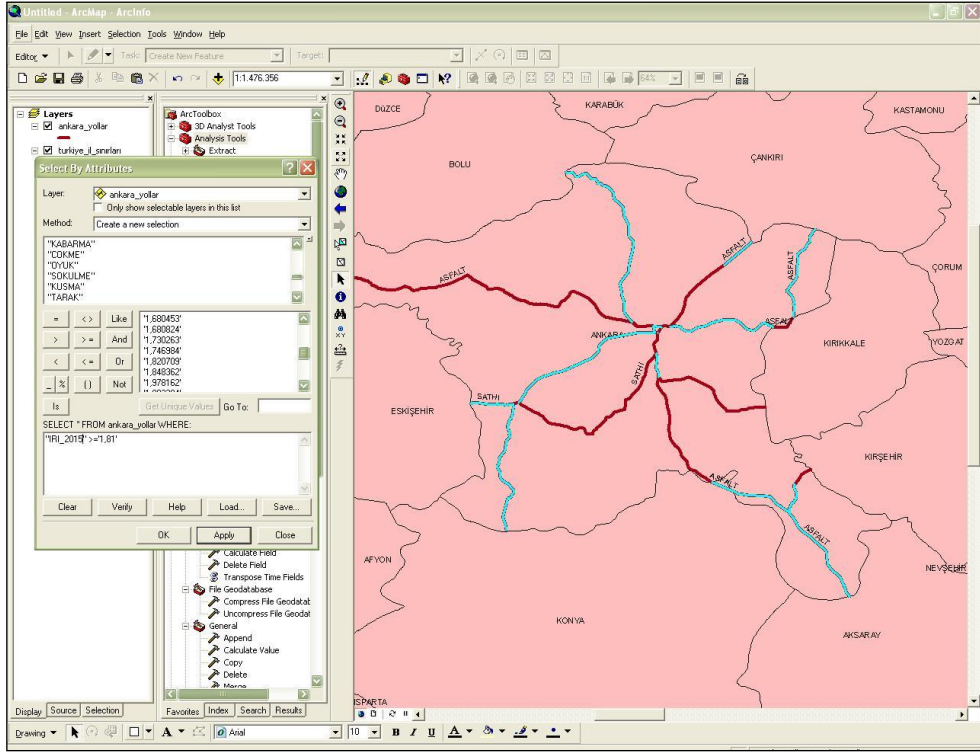 Untitled - ArcMap - ArcInfo
File Edit View Insert Selection Tools Window Help
Editor Task: Create New Feature Target:
1:1.476.356 64%
Layers
ankara_yollar
turkiye_il_sınırları
ArcToolbox
3D Analyst Tools
Analysis Tools
Extract
Select By Attributes
Layer: ankara_yollar
Only show selectable layers in this list
Method: Create a new selection
"KABARMA"
"COKME"
"OYUK"
"SOKULME"
"KUSMA"
"TARAK"
= <> Like
> >= And
< <= Or
_ % () Not
Is
'1,680453'
'1,680824'
'1,730263'
'1,746984'
'1,820709'
'1,848362'
'1,978162'
Get Unique Values Go To:
SELECT * FROM ankara_yollar WHERE:
"IRI_2015" >='1,81'
Clear Verify Help Load... Save...
OK Apply Close
Calculate Field
Delete Field
Transpose Time Fields
File Geodatabase
Compress File Geodatab
Uncompress File Geodat
General
Append
Calculate Value
Copy
Delete
Merge
Display Source Selection
Favorites Index Search Results
Drawing Arial 10 B I U A
DÜZCE
KARABÜK
KASTAMONU
BOLU
ÇANKIRI
ASFALT
ASFALT
ASFALT
ÇORUM
ASFALT
ANKARA
KIRIKKALE
YOZGAT
SATHI
SATHI
ESKİŞEHİR
KIRŞEHİR
ASFALT
ASFALT
AFYON
NEVŞEHİR
KONYA
AKSARAY
ISPARTA